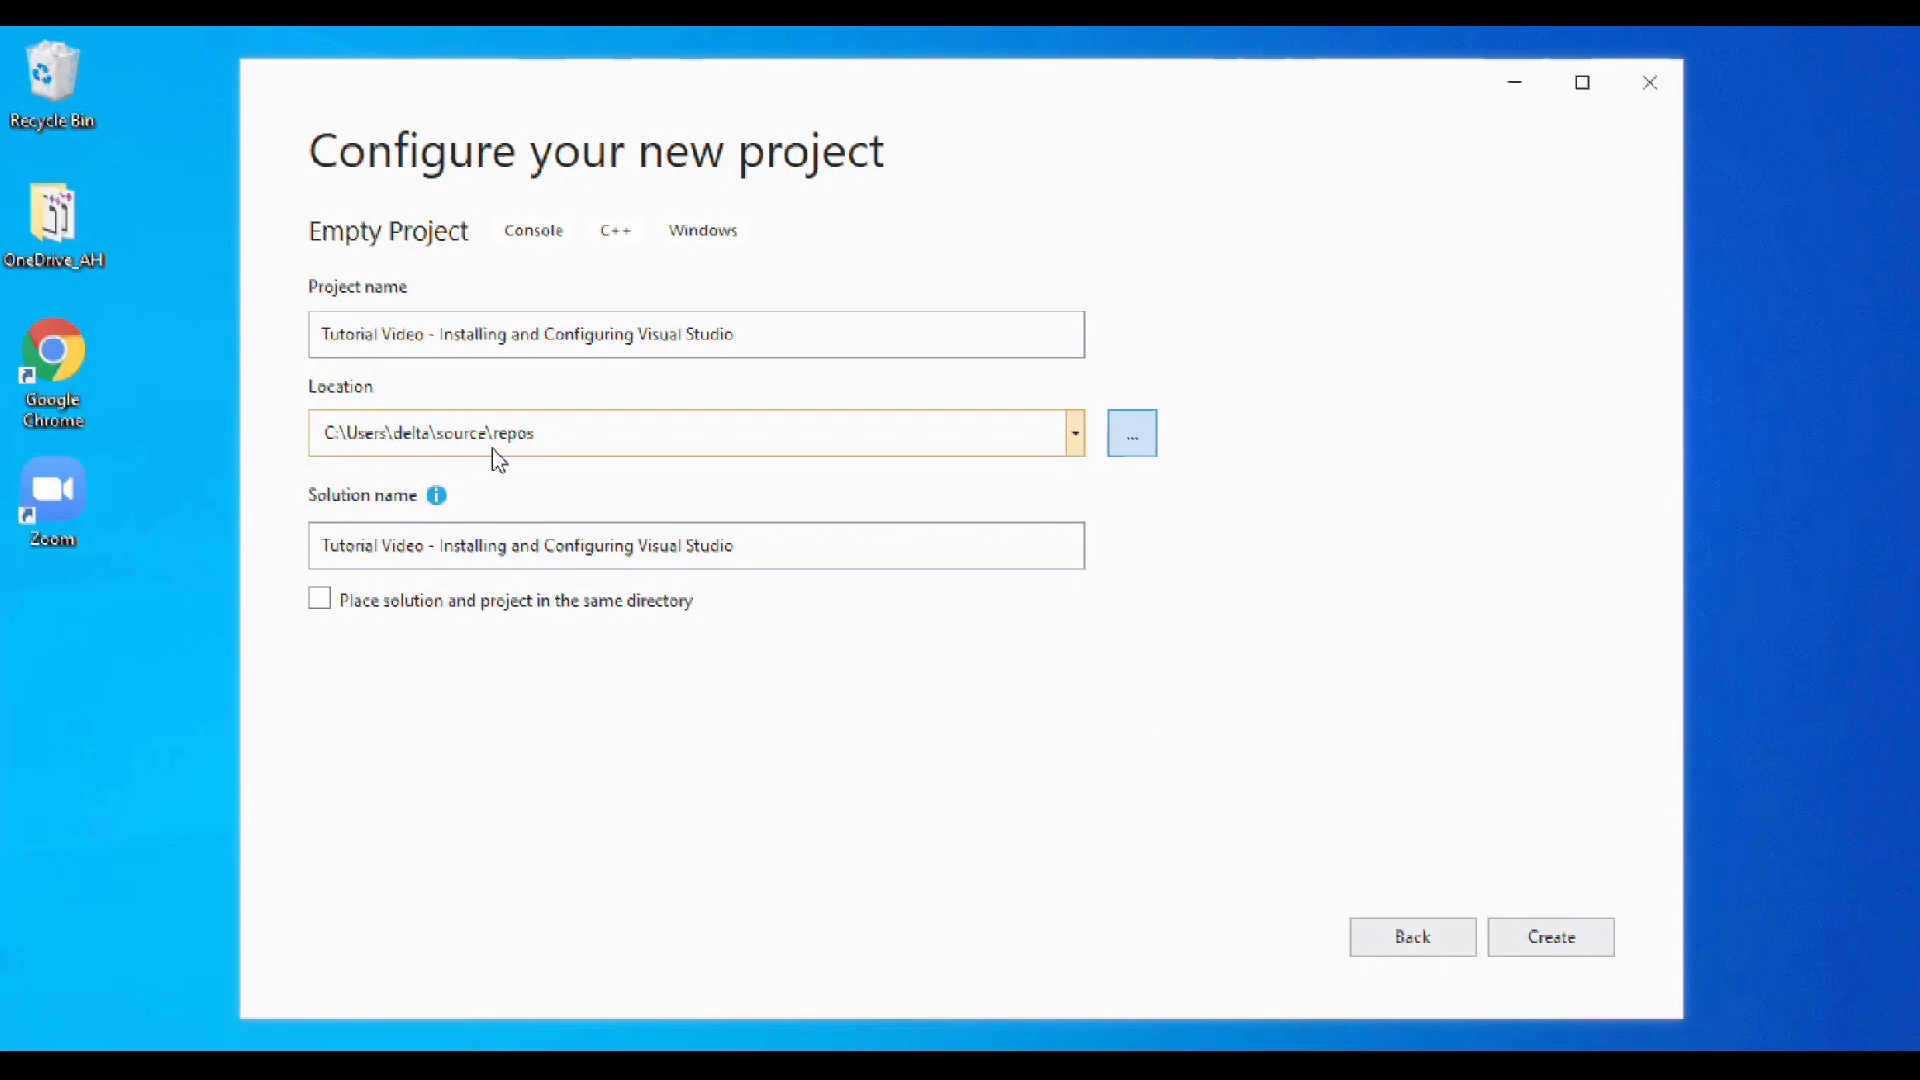 Recycle Bin
OneDrive_AH
Google
Chrome
Zoom
Configure your new project
Empty Project Console C++ Windows
Project name
Tutorial Video - Installing and Configuring Visual Studio
Location
C:\Users\delta\source\repos
...
Solution name
Tutorial Video - Installing and Configuring Visual Studio
Place solution and project in the same directory
Back Create